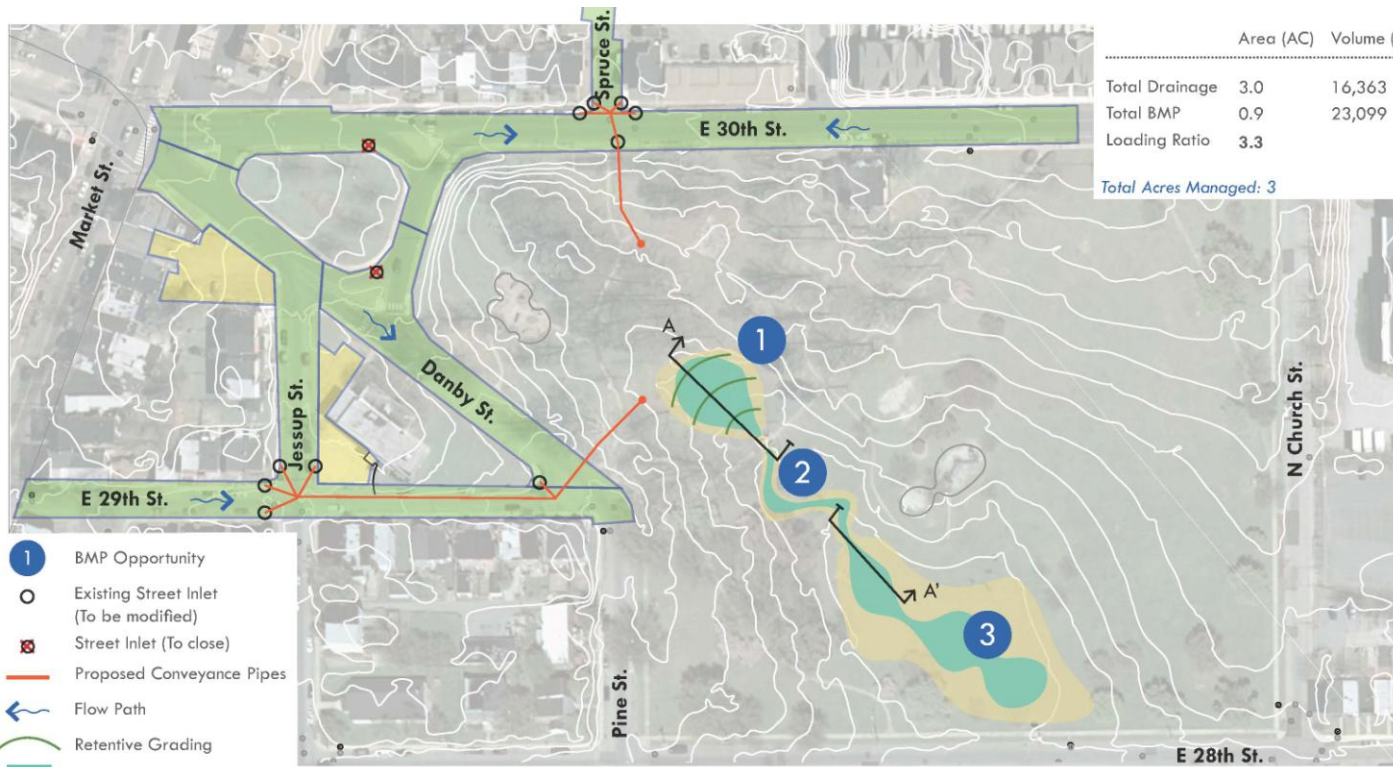 Spruce St.
Area (AC) Volume (
Total Drainage 3.0 16,363
Total BMP 0.9 23,099
Loading Ratio 3.3
Total Acres Managed: 3
E 30th St.
Market St.
A
1
Danby St.
Jessup St.
N Church St.
2
E 29th St.
A'
3
1 BMP Opportunity
Existing Street Inlet
(To be modified)
Street Inlet (To close)
Proposed Conveyance Pipes
Flow Path
Retentive Grading
Pine St.
E 28th St.